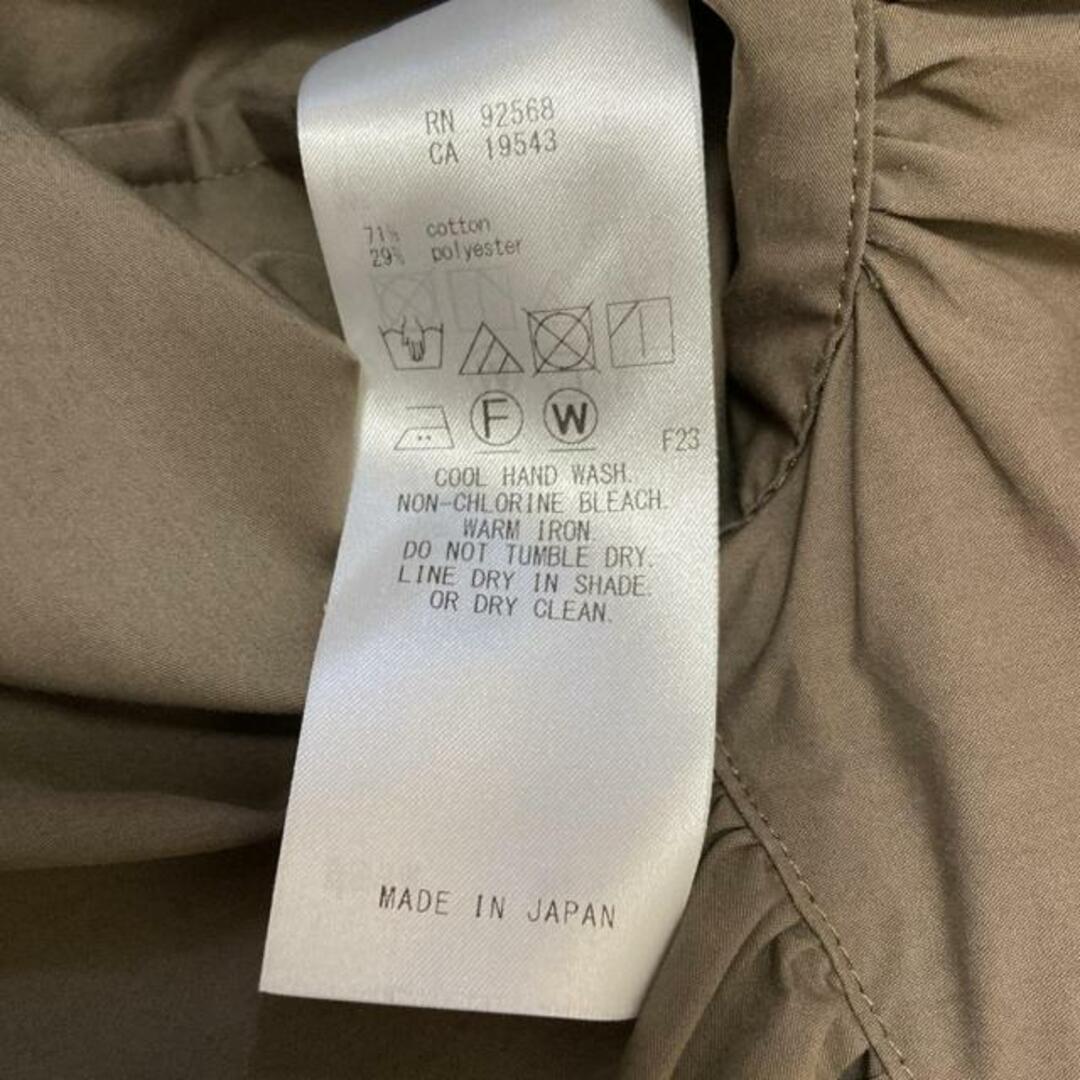 RN 92568
CA 19543
71% cotton
29% polyester
F
W
F23
COOL HAND WASH.
NON-CHLORINE BLEACH.
WARM IRON.
DO NOT TUMBLE DRY.
LINE DRY IN SHADE.
OR DRY CLEAN.
MADE IN JAPAN